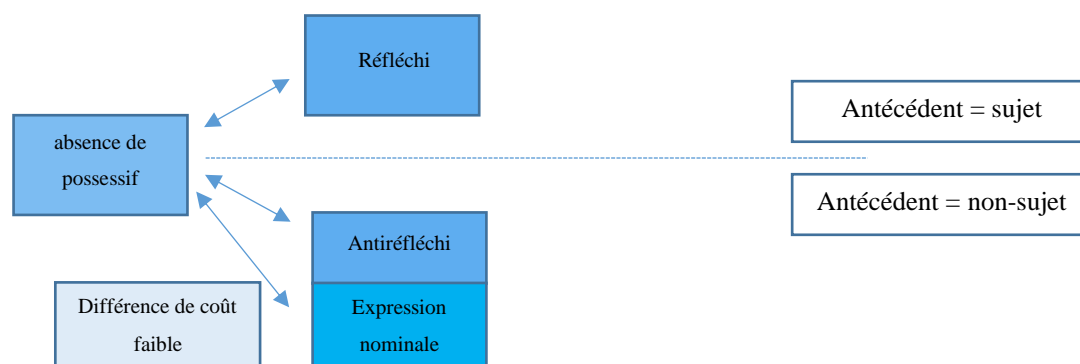 Réfléchi
Antécédent = sujet
absence de
possessif
Antécédent = non-sujet
Antiréfléchi
Différence de coût
faible
Expression
nominale